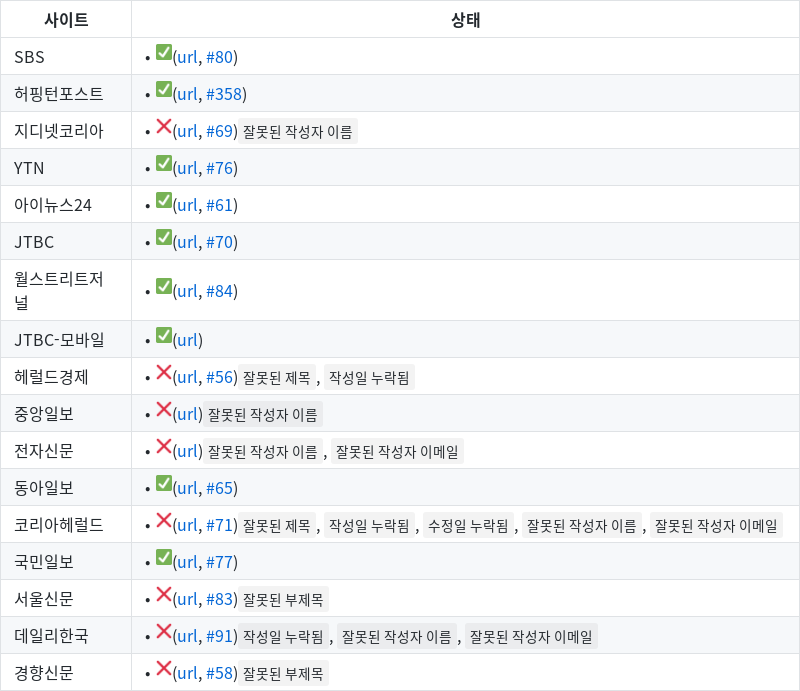 사이트 상태
SBS • ✅(url, #80)
허핑턴포스트 • ✅(url, #358)
지디넷코리아 • ❌(url, #69) 잘못된 작성자 이름
YTN • ✅(url, #76)
아이뉴스24 • ✅(url, #61)
JTBC • ✅(url, #70)
월스트리트저
널 • ✅(url, #84)
JTBC-모바일 • ✅(url)
헤럴드경제 • ❌(url, #56) 잘못된 제목 , 작성일 누락됨
중앙일보 • ❌(url) 잘못된 작성자 이름
전자신문 • ❌(url) 잘못된 작성자 이름 , 잘못된 작성자 이메일
동아일보 • ✅(url, #65)
코리아헤럴드 • ❌(url, #71) 잘못된 제목 , 작성일 누락됨 , 수정일 누락됨 , 잘못된 작성자 이름 , 잘못된 작성자 이메일
국민일보 • ✅(url, #77)
서울신문 • ❌(url, #83) 잘못된 부제목
데일리한국 • ❌(url, #91) 작성일 누락됨 , 잘못된 작성자 이름 , 잘못된 작성자 이메일
경향신문 • ❌(url, #58) 잘못된 부제목